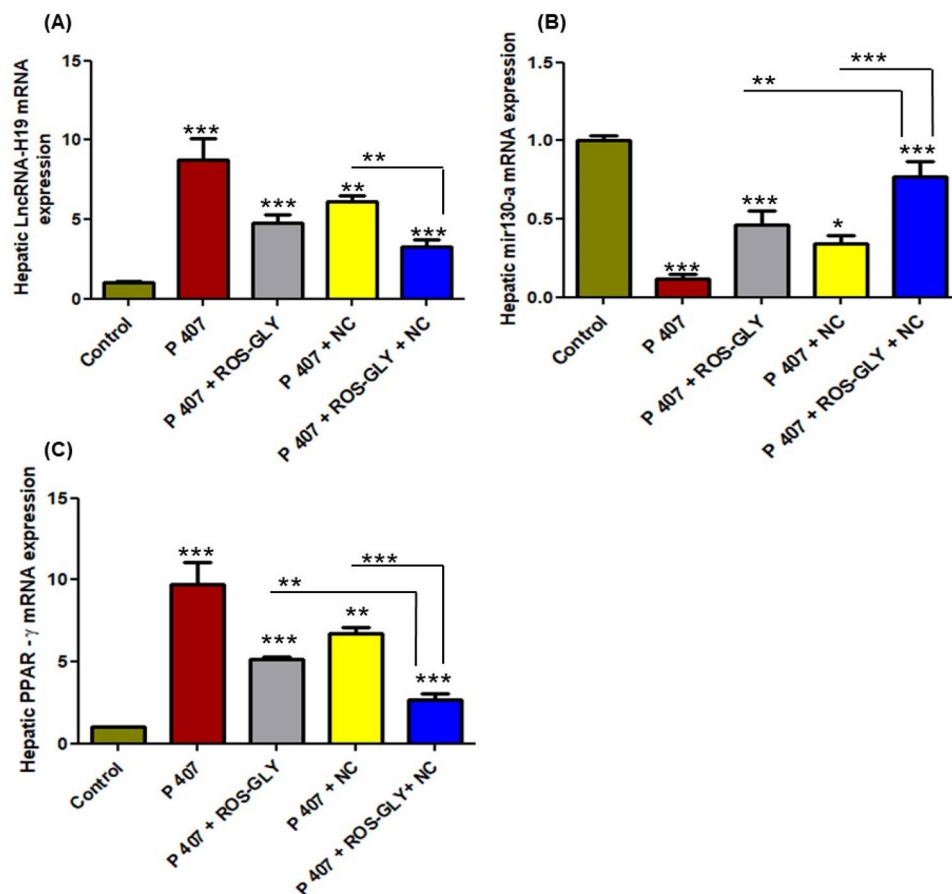 (A)
Hepatic LncRNA-H19 mRNA
expression
15
10
5
0
***
***
**
**
***
Control
P 407
P 407 + ROS-GLY
P 407 + NC
P 407 + ROS-GLY + NC
(B)
Hepatic mir130-a mRNA expression
1.5
1.0
0.5
0.0
***
**
***
***
*
***
Control
P 407
P 407 + ROS-GLY
P 407 + NC
P 407 + ROS-GLY + NC
(C)
Hepatic PPAR - γ mRNA expression
15
10
5
0
***
***
**
***
**
***
Control
P 407
P 407 + ROS-GLY
P 407 + NC
P 407 + ROS-GLY+ NC